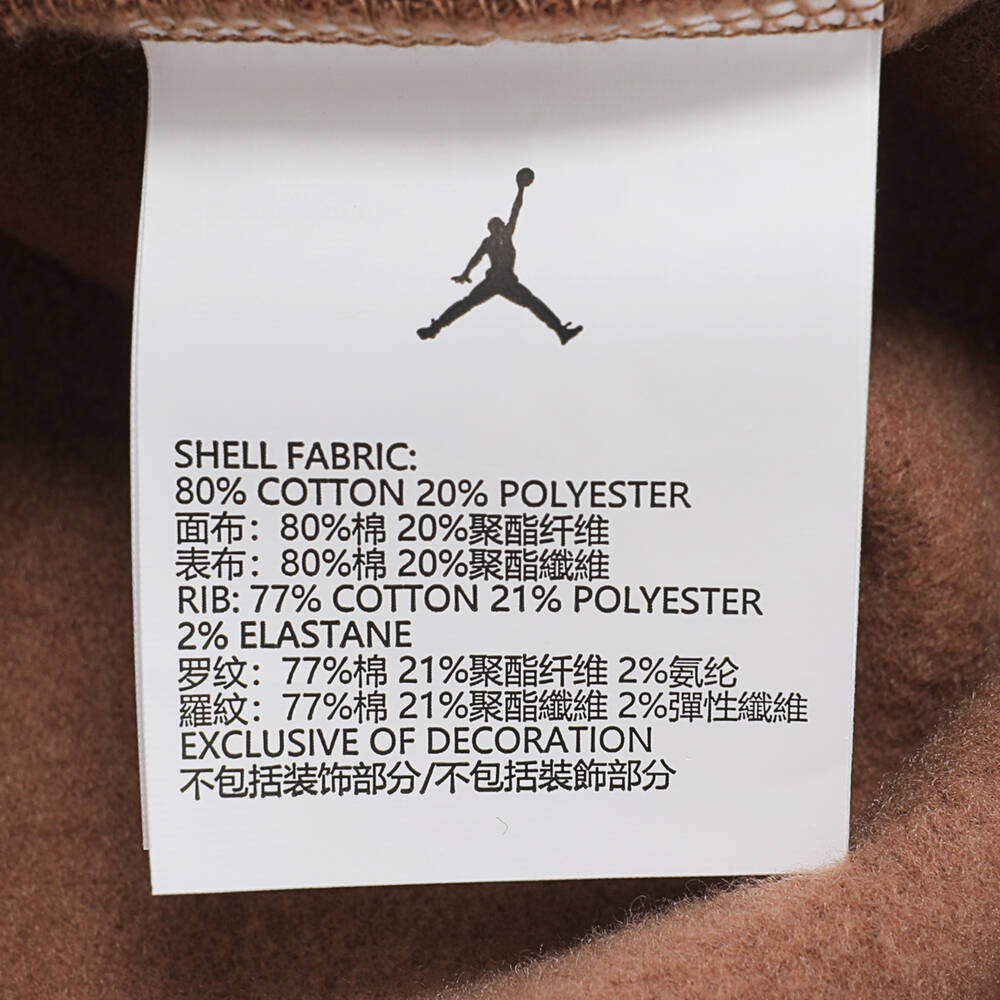 SHELL FABRIC:
80% COTTON 20% POLYESTER
面布：80%棉 20%聚酯纤维
表布：80%棉 20%聚酯纖維
RIB: 77% COTTON 21% POLYESTER
2% ELASTANE
罗纹：77%棉 21%聚酯纤维 2%氨纶
羅紋：77%棉 21%聚酯纖維 2%彈性纖維
EXCLUSIVE OF DECORATION
不包括装饰部分/不包括裝飾部分